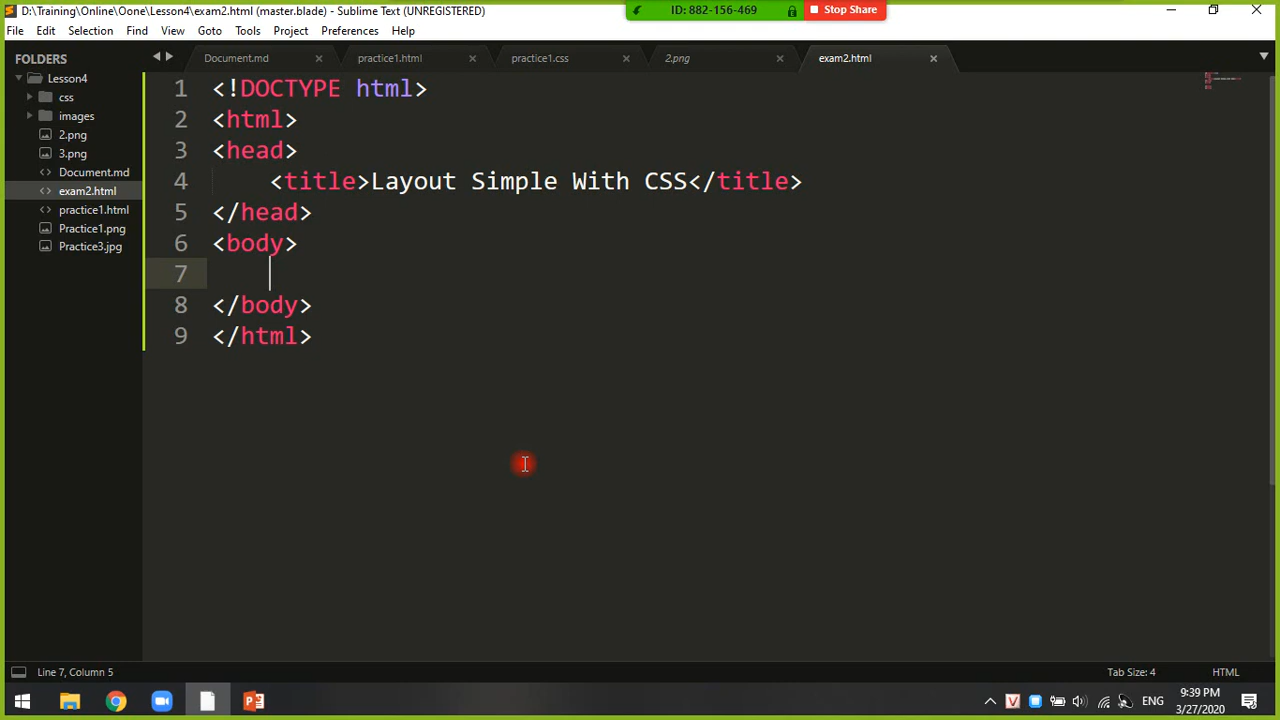 D:\Training\Online\Oone\Lesson4\exam2.html (master.blade) - Sublime Text (UNREGISTERED)
ID: 882-156-469
Stop Share
File Edit Selection Find View Goto Tools Project Preferences Help
FOLDERS
Lesson4
css
images
2.png
3.png
Document.md
exam2.html
practice1.html
Practice1.png
Practice3.jpg
Document.md practice1.html practice1.css 2.png exam2.html
1 <!DOCTYPE html>
2 <html>
3 <head>
4 <title>Layout Simple With CSS</title>
5 </head>
6 <body>
7
8 </body>
9 </html>
Line 7, Column 5
Tab Size: 4
HTML
ENG
9:39 PM
3/27/2020